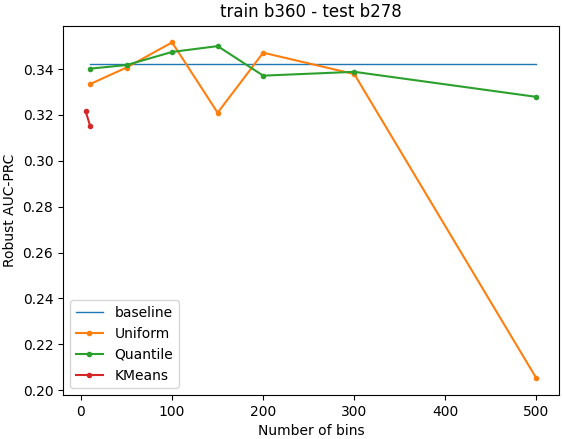 train b360 - test b278
Robust AUC-PRC
0.34
0.32
0.30
0.28
0.26
0.24
0.22
0.20
baseline
Uniform
Quantile
KMeans
0 100 200 300 400 500
Number of bins